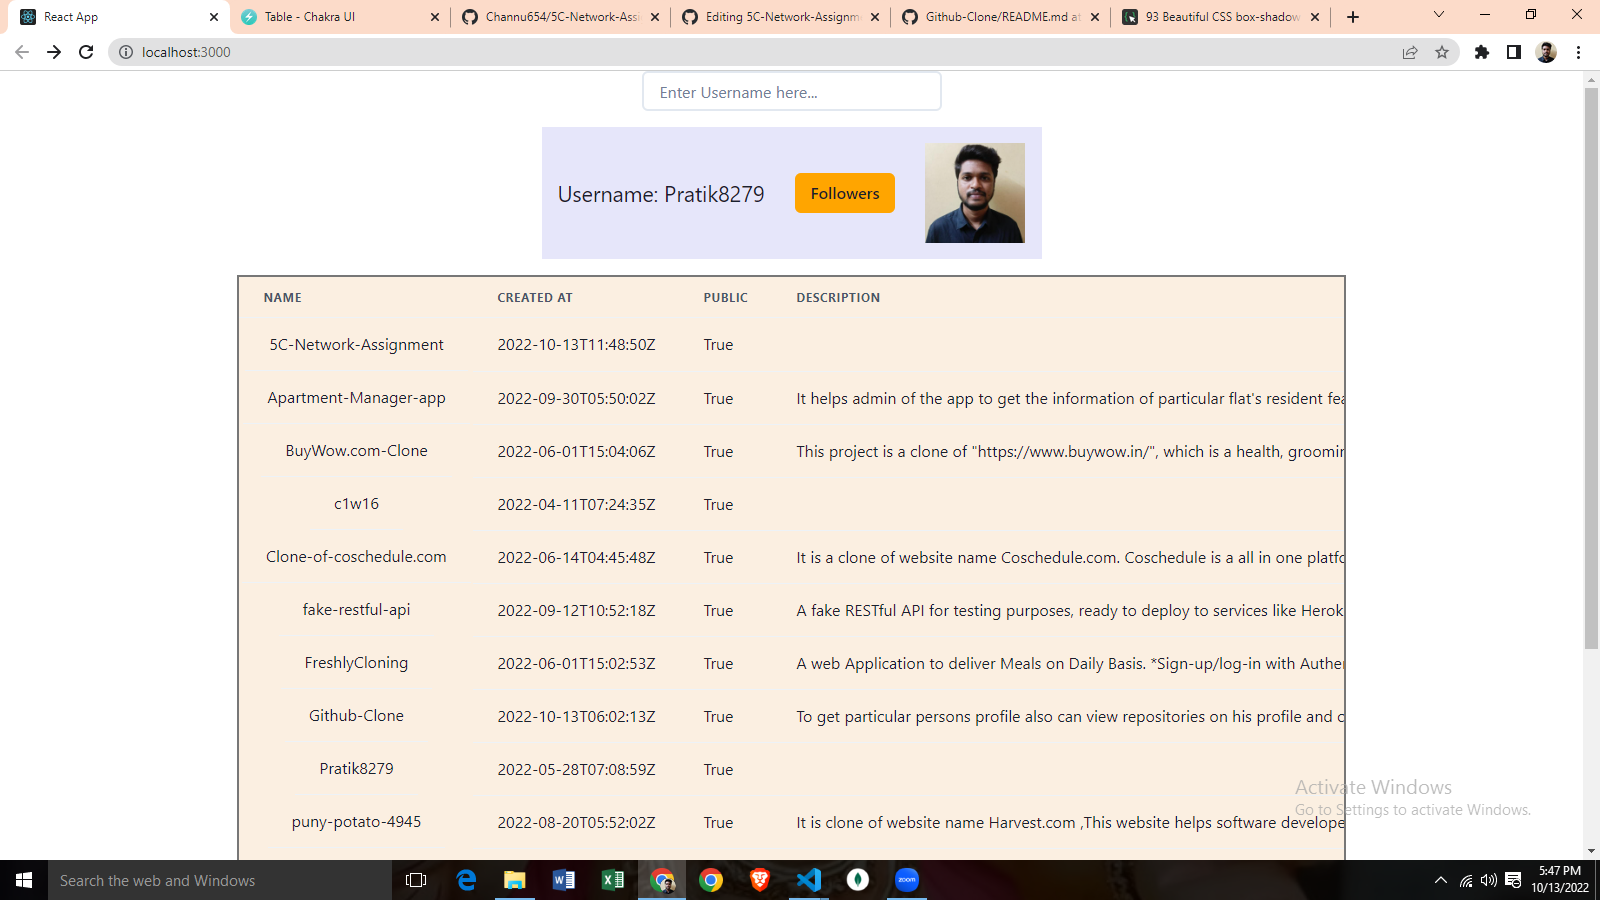 React App
Table - Chakra UI
Channu654/5C-Network-Assi
Editing 5C-Network-Assignm
Github-Clone/README.md at
93 Beautiful CSS box-shadow
localhost:3000
Enter Username here...
Username: Pratik8279
Followers
NAME CREATED AT PUBLIC DESCRIPTION
5C-Network-Assignment 2022-10-13T11:48:50Z True
Apartment-Manager-app 2022-09-30T05:50:02Z True It helps admin of the app to get the information of particular flat's resident fea
BuyWow.com-Clone 2022-06-01T15:04:06Z True This project is a clone of "https://www.buywow.in/", which is a health, groomin
c1w16 2022-04-11T07:24:35Z True
Clone-of-coschedule.com 2022-06-14T04:45:48Z True It is a clone of website name Coschedule.com. Coschedule is a all in one platfo
fake-restful-api 2022-09-12T10:52:18Z True A fake RESTful API for testing purposes, ready to deploy to services like Herok
FreshlyCloning 2022-06-01T15:02:53Z True A web Application to deliver Meals on Daily Basis. *Sign-up/log-in with Authen
Github-Clone 2022-10-13T06:02:13Z True To get particular persons profile also can view repositories on his profile and c
Pratik8279 2022-05-28T07:08:59Z True
puny-potato-4945 2022-08-20T05:52:02Z True It is clone of website name Harvest.com ,This website helps software develope
Activate Windows
Go to Settings to activate Windows.
Search the web and Windows
zoom
5:47 PM
10/13/2022